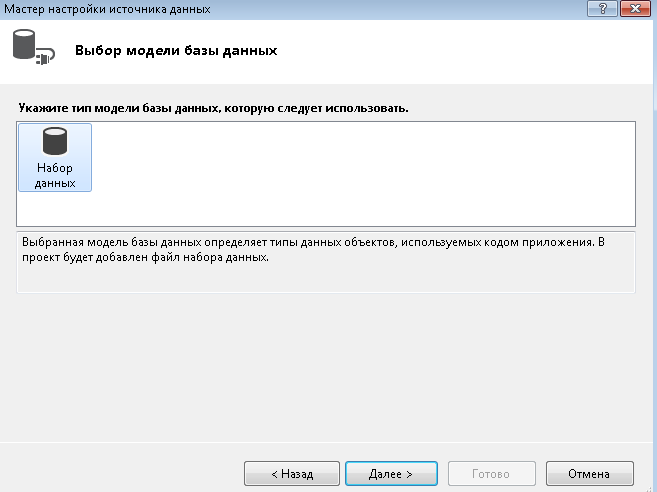 Мастер настройки источника данных
Выбор модели базы данных
Укажите тип модели базы данных, которую следует использовать.
Набор
данных
Выбранная модель базы данных определяет типы данных объектов, используемых кодом приложения. В
проект будет добавлен файл набора данных.
< Назад
Далее >
Готово
Отмена